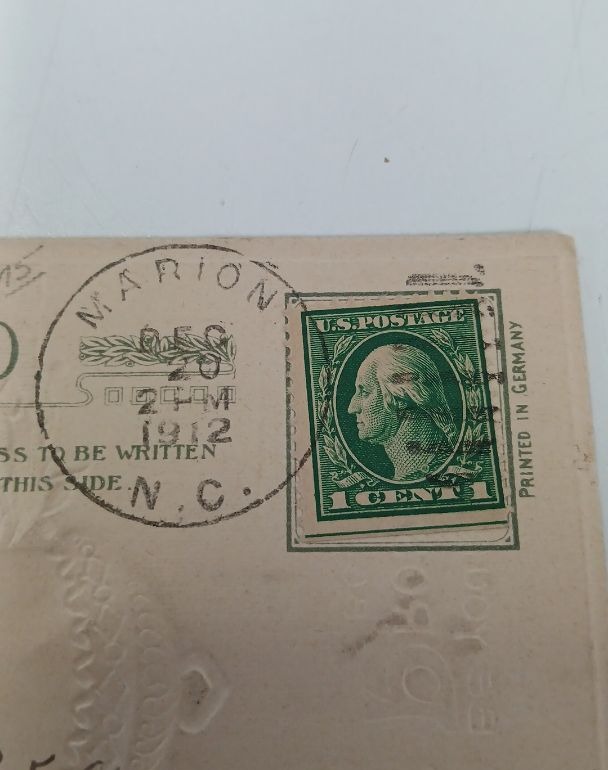 MARION
DEC
20
2 PM
1912
N.C.
U.S. POSTAGE
1 CENT 1
PRINTED IN GERMANY
SS TO BE WRITTEN
THIS SIDE.